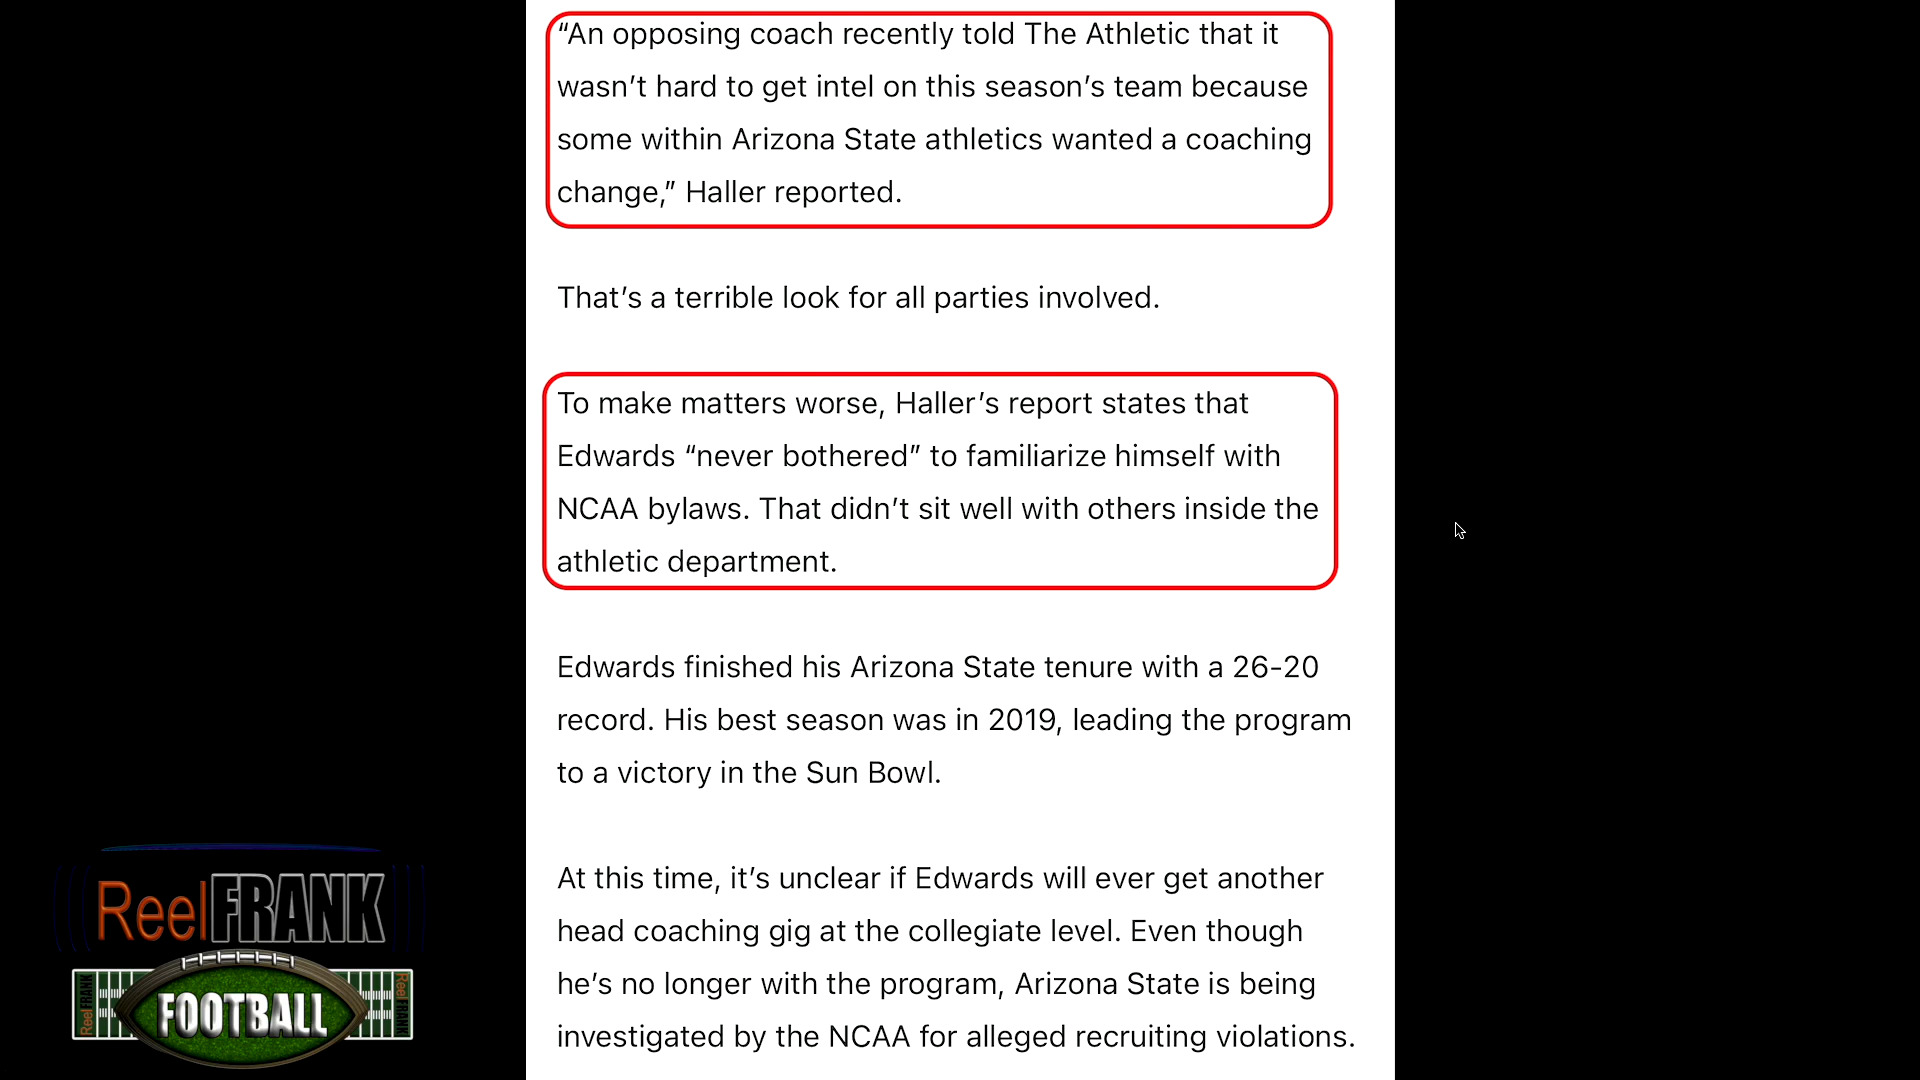 “An opposing coach recently told The Athletic that it
wasn’t hard to get intel on this season’s team because
some within Arizona State athletics wanted a coaching
change,” Haller reported.
That’s a terrible look for all parties involved.
To make matters worse, Haller’s report states that
Edwards “never bothered” to familiarize himself with
NCAA bylaws. That didn’t sit well with others inside the
athletic department.
Edwards finished his Arizona State tenure with a 26-20
record. His best season was in 2019, leading the program
to a victory in the Sun Bowl.
At this time, it’s unclear if Edwards will ever get another
head coaching gig at the collegiate level. Even though
he’s no longer with the program, Arizona State is being
investigated by the NCAA for alleged recruiting violations.
ReelFRANK
ReelFRANK
FOOTBALL
ReelFRANK